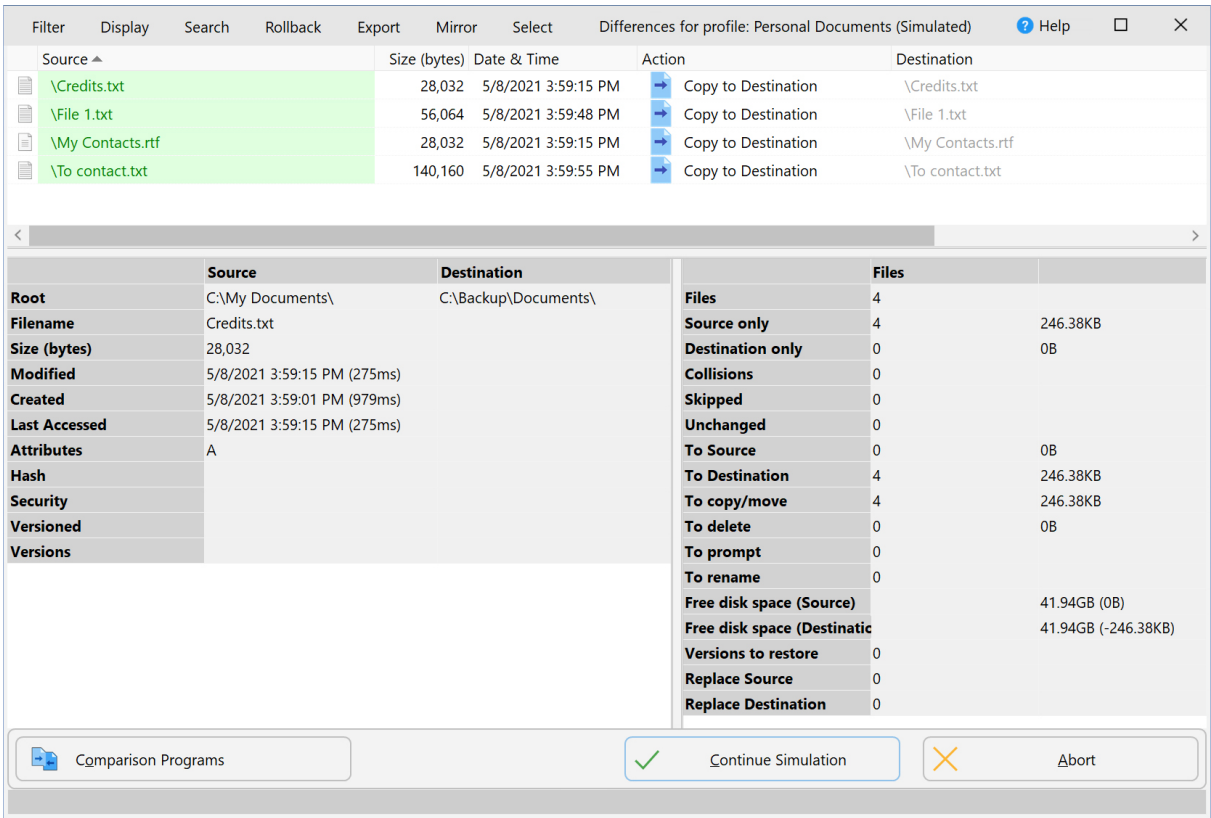 Filter Display Search Rollback Export Mirror Select Differences for profile: Personal Documents (Simulated) ? Help
Source Size (bytes) Date & Time Action Destination
\Credits.txt 28,032 5/8/2021 3:59:15 PM Copy to Destination \Credits.txt
\File 1.txt 56,064 5/8/2021 3:59:48 PM Copy to Destination \File 1.txt
\My Contacts.rtf 28,032 5/8/2021 3:59:15 PM Copy to Destination \My Contacts.rtf
\To contact.txt 140,160 5/8/2021 3:59:55 PM Copy to Destination \To contact.txt
Source Destination
Root C:\My Documents\ C:\Backup\Documents\
Filename Credits.txt
Size (bytes) 28,032
Modified 5/8/2021 3:59:15 PM (275ms)
Created 5/8/2021 3:59:01 PM (979ms)
Last Accessed 5/8/2021 3:59:15 PM (275ms)
Attributes A
Hash
Security
Versioned
Versions
Files
Files 4
Source only 4 246.38KB
Destination only 0 0B
Collisions 0
Skipped 0
Unchanged 0
To Source 0 0B
To Destination 4 246.38KB
To copy/move 4 246.38KB
To delete 0 0B
To prompt 0
To rename 0
Free disk space (Source) 41.94GB (0B)
Free disk space (Destinatic 41.94GB (-246.38KB)
Versions to restore 0
Replace Source 0
Replace Destination 0
Comparison Programs Continue Simulation Abort